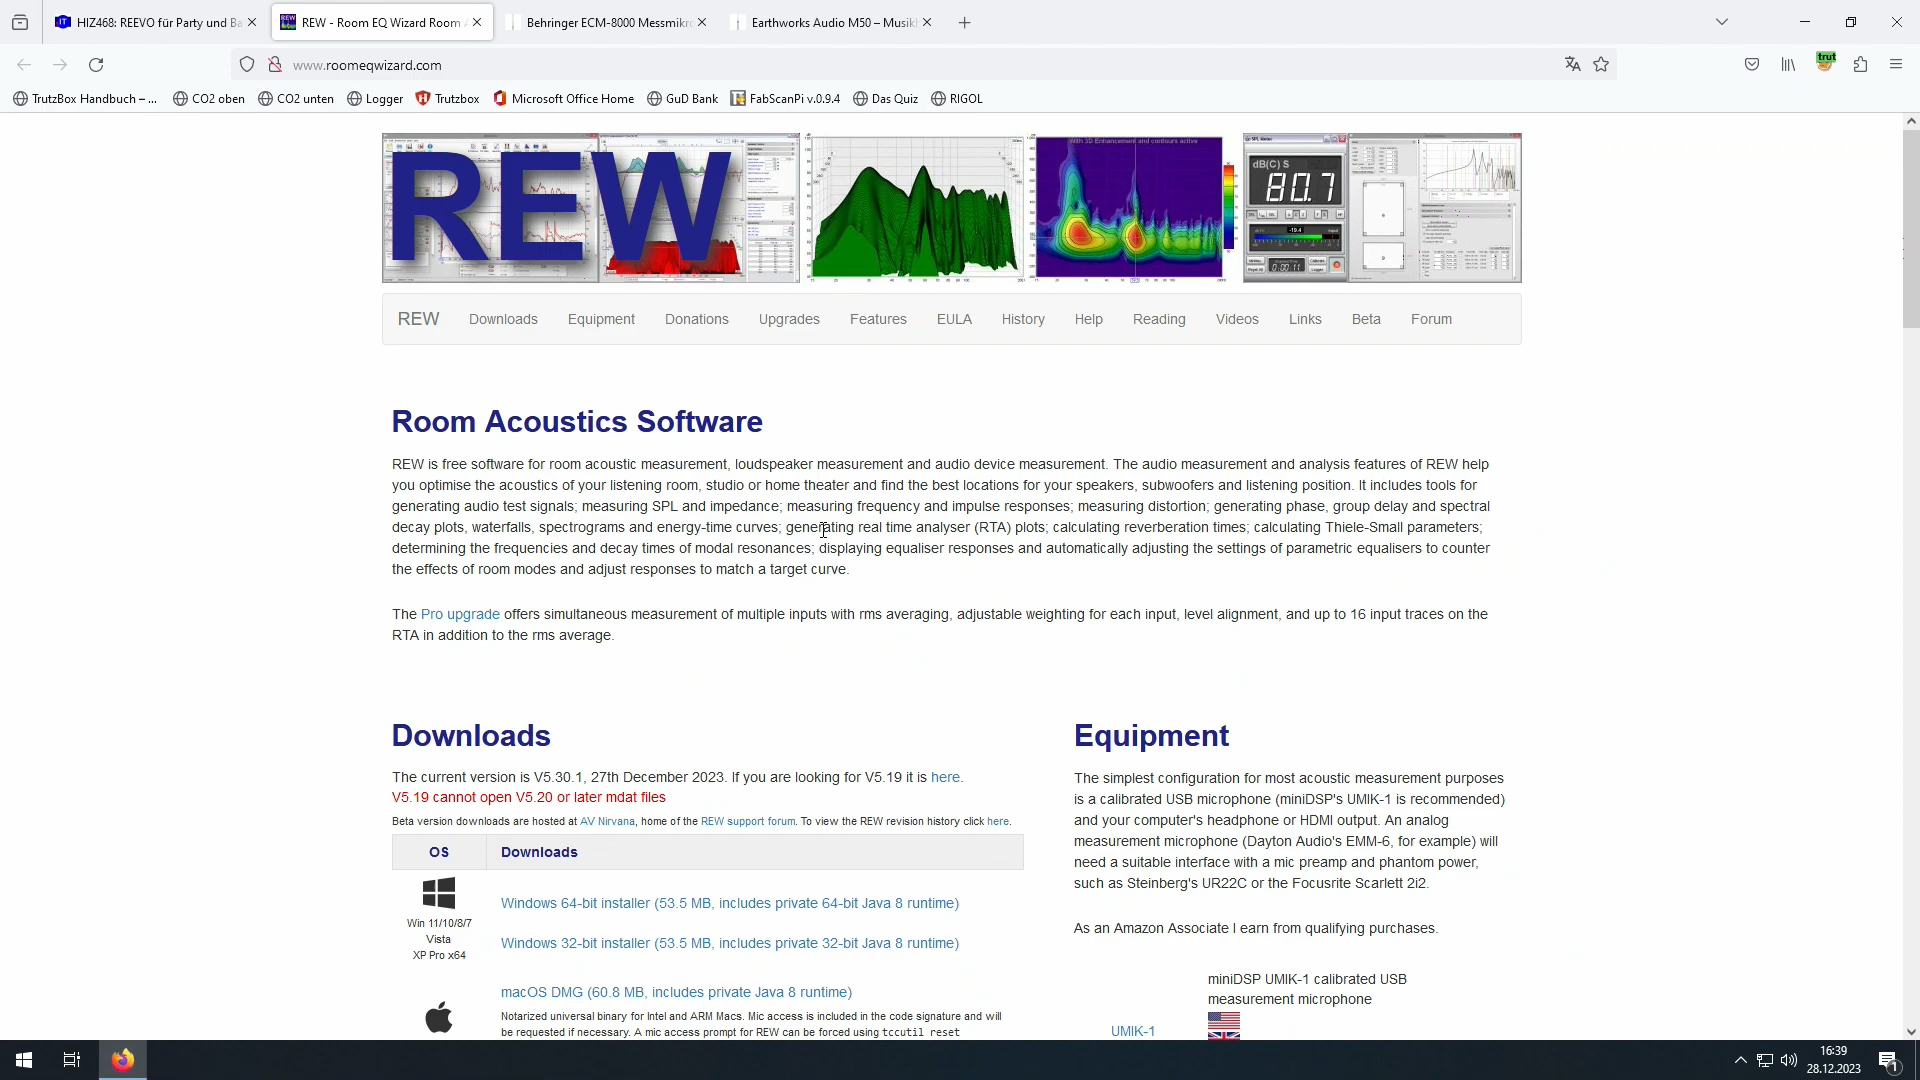 HIZ468: REEVO für Party und Ba
REW - Room EQ Wizard Room A
Behringer ECM-8000 Messmikro
Earthworks Audio M50 – Musikh
www.roomeqwizard.com
TrutzBox Handbuch – ...
CO2 oben
CO2 unten
Logger
Trutzbox
Microsoft Office Home
GuD Bank
FabScanPi v.0.9.4
Das Quiz
RIGOL
trut
REW
dB(C) S
80.7
REW
Downloads
Equipment
Donations
Upgrades
Features
EULA
History
Help
Reading
Videos
Links
Beta
Forum
Room Acoustics Software
REW is free software for room acoustic measurement, loudspeaker measurement and audio device measurement. The audio measurement and analysis features of REW help
you optimise the acoustics of your listening room, studio or home theater and find the best locations for your speakers, subwoofers and listening position. It includes tools for
generating audio test signals; measuring SPL and impedance; measuring frequency and impulse responses; measuring distortion; generating phase, group delay and spectral
decay plots, waterfalls, spectrograms and energy-time curves; generating real time analyser (RTA) plots; calculating reverberation times; calculating Thiele-Small parameters;
determining the frequencies and decay times of modal resonances; displaying equaliser responses and automatically adjusting the settings of parametric equalisers to counter
the effects of room modes and adjust responses to match a target curve.
The Pro upgrade offers simultaneous measurement of multiple inputs with rms averaging, adjustable weighting for each input, level alignment, and up to 16 input traces on the
RTA in addition to the rms average.
Downloads
The current version is V5.30.1, 27th December 2023. If you are looking for V5.19 it is here.
V5.19 cannot open V5.20 or later mdat files
Beta version downloads are hosted at AV Nirvana, home of the REW support forum. To view the REW revision history click here.
OS
Downloads
Win 11/10/8/7
Vista
XP Pro x64
Windows 64-bit installer (53.5 MB, includes private 64-bit Java 8 runtime)
Windows 32-bit installer (53.5 MB, includes private 32-bit Java 8 runtime)
macOS DMG (60.8 MB, includes private Java 8 runtime)
Notarized universal binary for Intel and ARM Macs. Mic access is included in the code signature and will
be requested if necessary. A mic access prompt for REW can be forced using tccutil reset
Equipment
The simplest configuration for most acoustic measurement purposes
is a calibrated USB microphone (miniDSP's UMIK-1 is recommended)
and your computer's headphone or HDMI output. An analog
measurement microphone (Dayton Audio's EMM-6, for example) will
need a suitable interface with a mic preamp and phantom power,
such as Steinberg's UR22C or the Focusrite Scarlett 2i2.
As an Amazon Associate I earn from qualifying purchases.
miniDSP UMIK-1 calibrated USB
measurement microphone
UMIK-1
16:39
28.12.2023
1